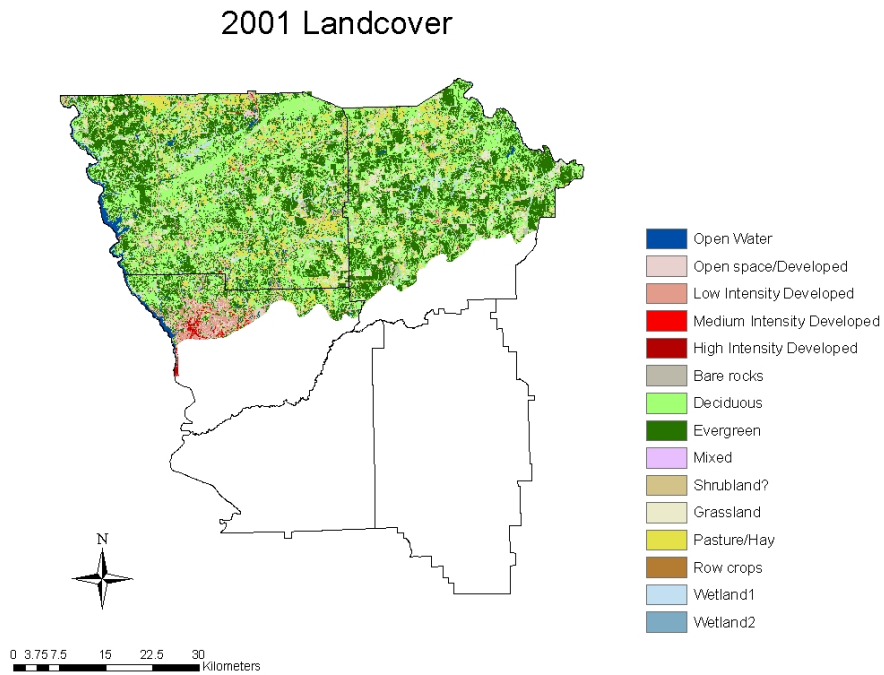 2001 Landcover
Open Water
Open space/Developed
Low Intensity Developed
Medium Intensity Developed
High Intensity Developed
Bare rocks
Deciduous
Evergreen
Mixed
Shrubland?
Grassland
Pasture/Hay
Row crops
Wetland1
Wetland2
N
0 3.75 7.5 15 22.5 30
Kilometers